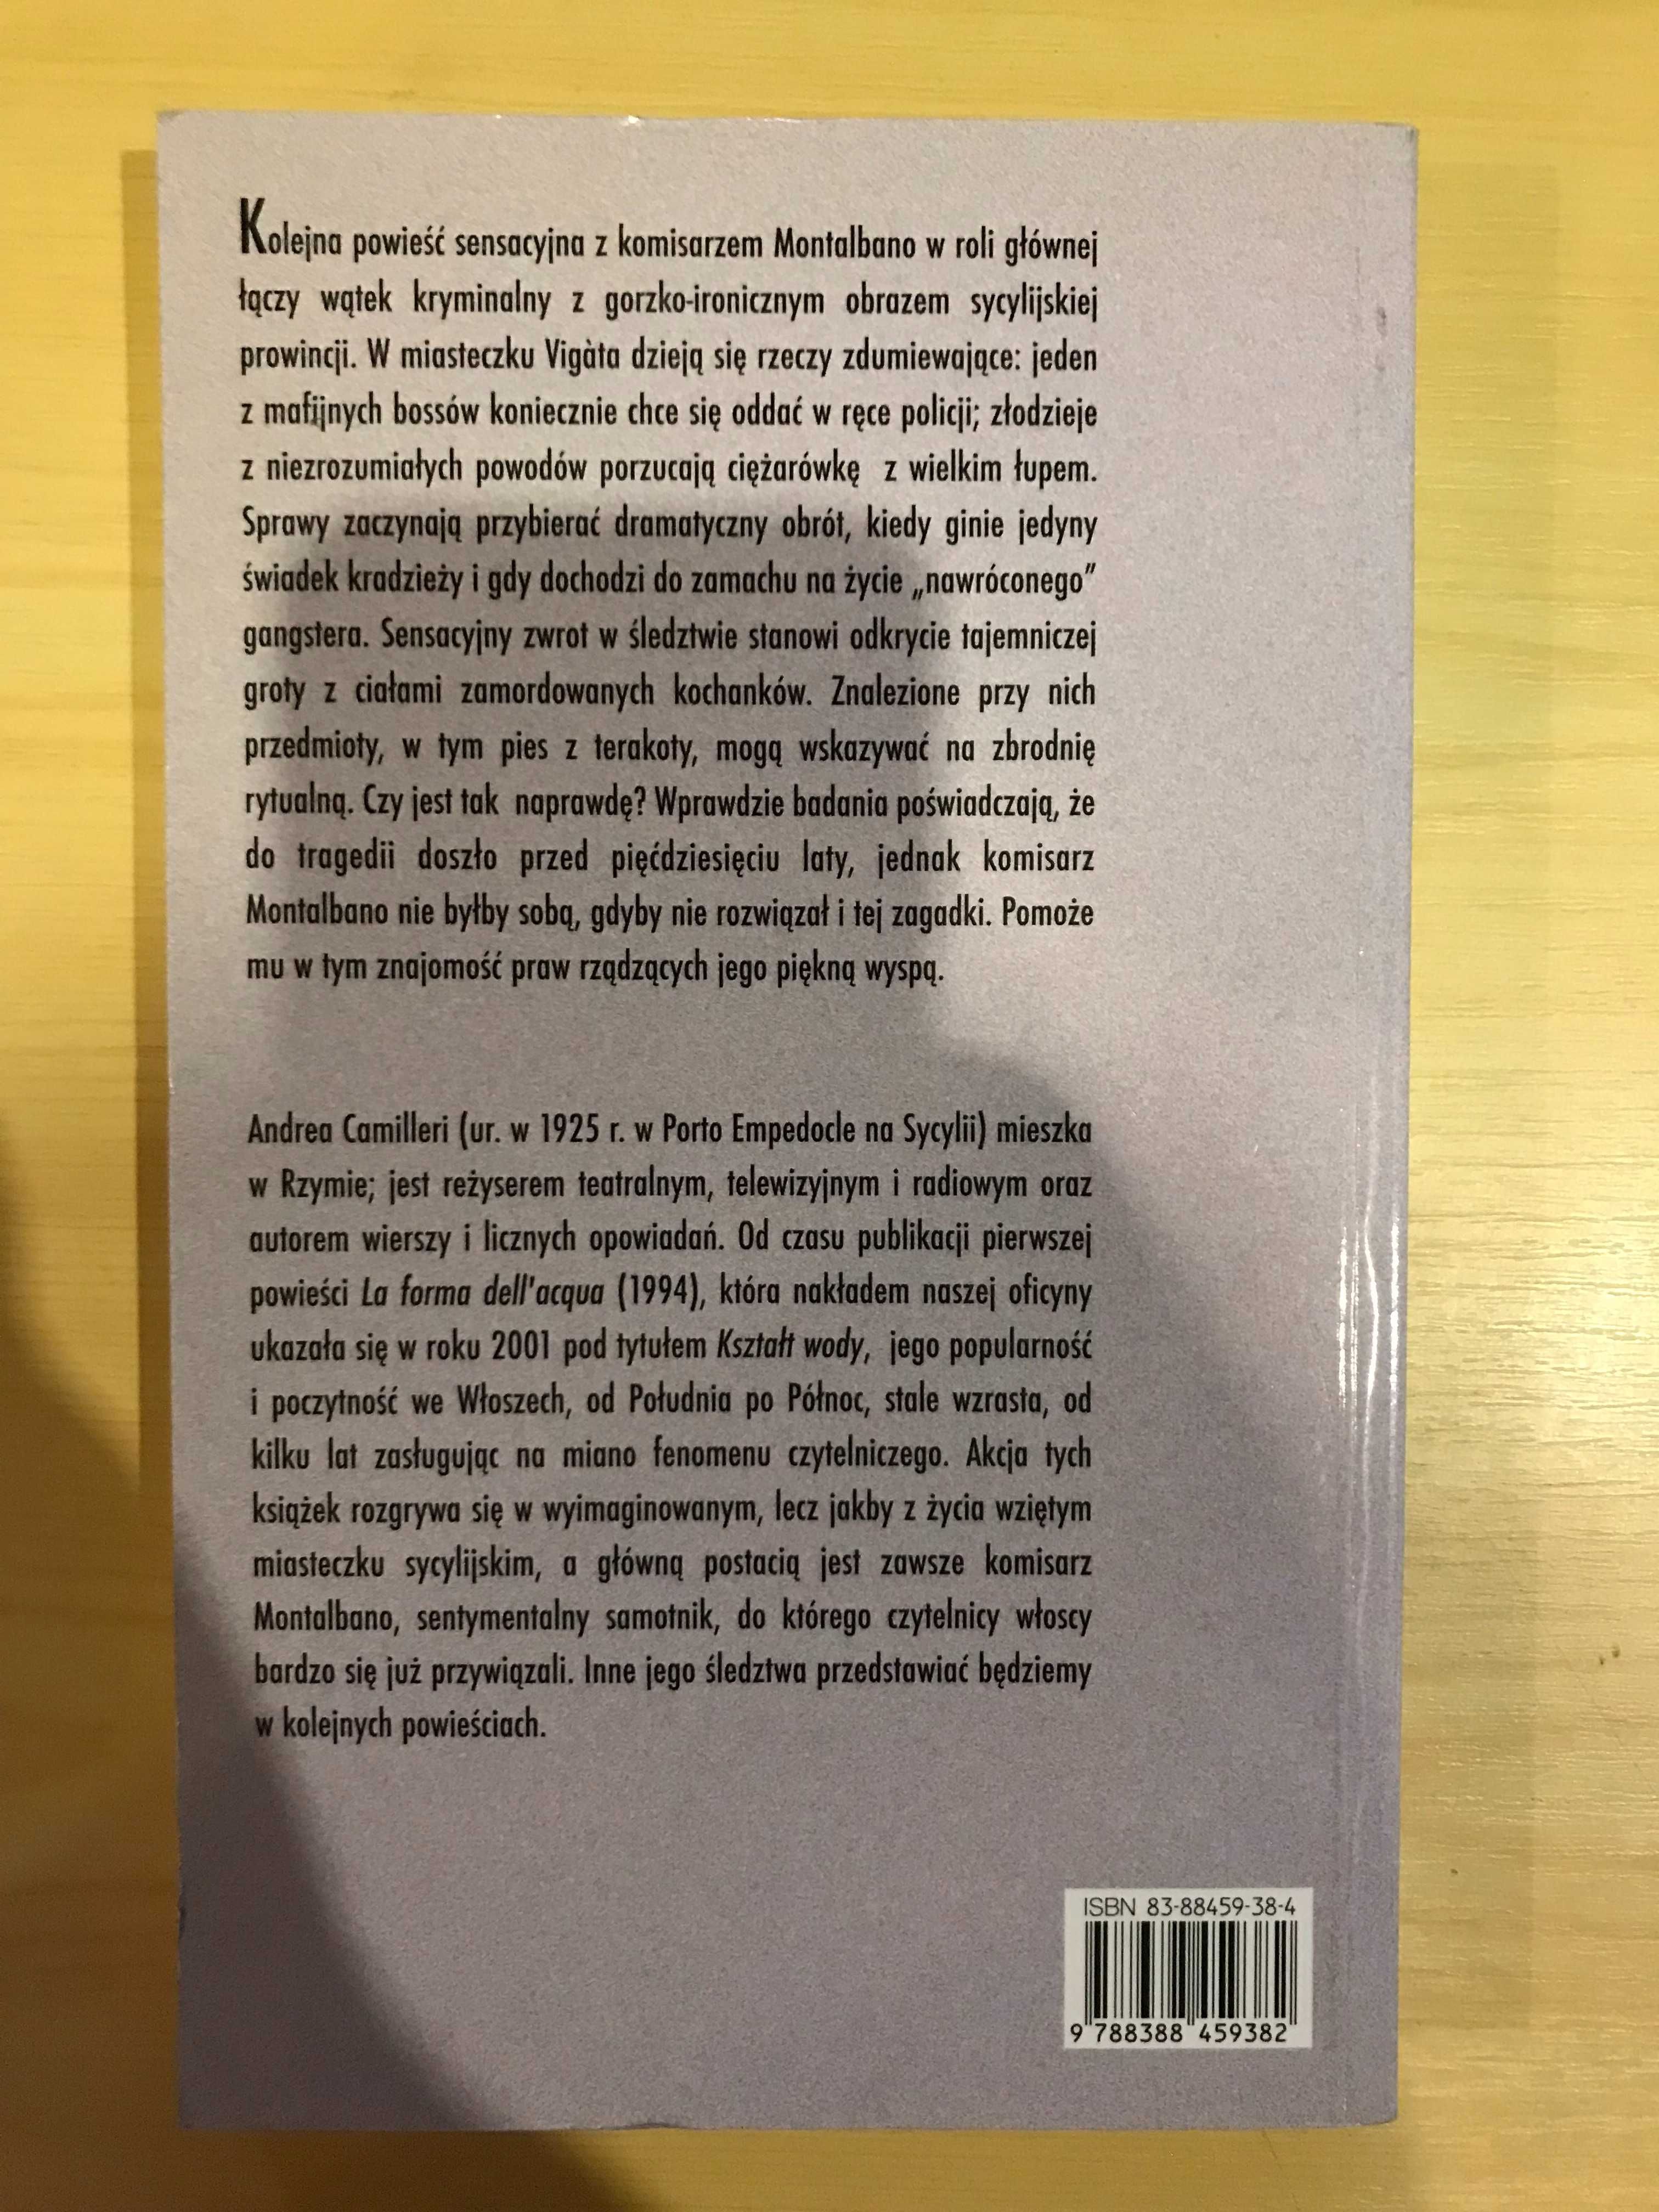 Kolejna powieść sensacyjna z komisarzem Montalbano w roli głównej
łączy wątek kryminalny z gorzko-ironicznym obrazem sycylijskiej
prowincji. W miasteczku Vigàta dzieją się rzeczy zdumiewające: jeden
z mafijnych bossów koniecznie chce się oddać w ręce policji; złodzieje
z niezrozumiałych powodów porzucają ciężarówkę z wielkim łupem.
Sprawy zaczynają przybierać dramatyczny obrót, kiedy ginie jedyny
świadek kradzieży i gdy dochodzi do zamachu na życie „nawróconego”
gangstera. Sensacyjny zwrot w śledztwie stanowi odkrycie tajemniczej
groty z ciałami zamordowanych kochanków. Znalezione przy nich
przedmioty, w tym pies z terakoty, mogą wskazywać na zbrodnię
rytualną. Czy jest tak naprawdę? Wprawdzie badania poświadczają, że
do tragedii doszło przed pięćdziesięciu laty, jednak komisarz
Montalbano nie byłby sobą, gdyby nie rozwiązał i tej zagadki. Pomoże
mu w tym znajomość praw rządzących jego piękną wyspą.
Andrea Camilleri (ur. w 1925 r. w Porto Empedocle na Sycylii) mieszka
w Rzymie; jest reżyserem teatralnym, telewizyjnym i radiowym oraz
autorem wierszy i licznych opowiadań. Od czasu publikacji pierwszej
powieści La forma dell'acqua (1994), która nakładem naszej oficyny
ukazała się w roku 2001 pod tytułem Kształt wody, jego popularność
i poczytność we Włoszech, od Południa po Północ, stale wzrasta, od
kilku lat zasługując na miano fenomenu czytelniczego. Akcja tych
książek rozgrywa się w wyimaginowanym, lecz jakby z życia wziętym
miasteczku sycylijskim, a główną postacią jest zawsze komisarz
Montalbano, sentymentalny samotnik, do którego czytelnicy włoscy
bardzo się już przywiązali. Inne jego śledztwa przedstawiać będziemy
w kolejnych powieściach.
ISBN 83-88459-38-4
9 788388 459382